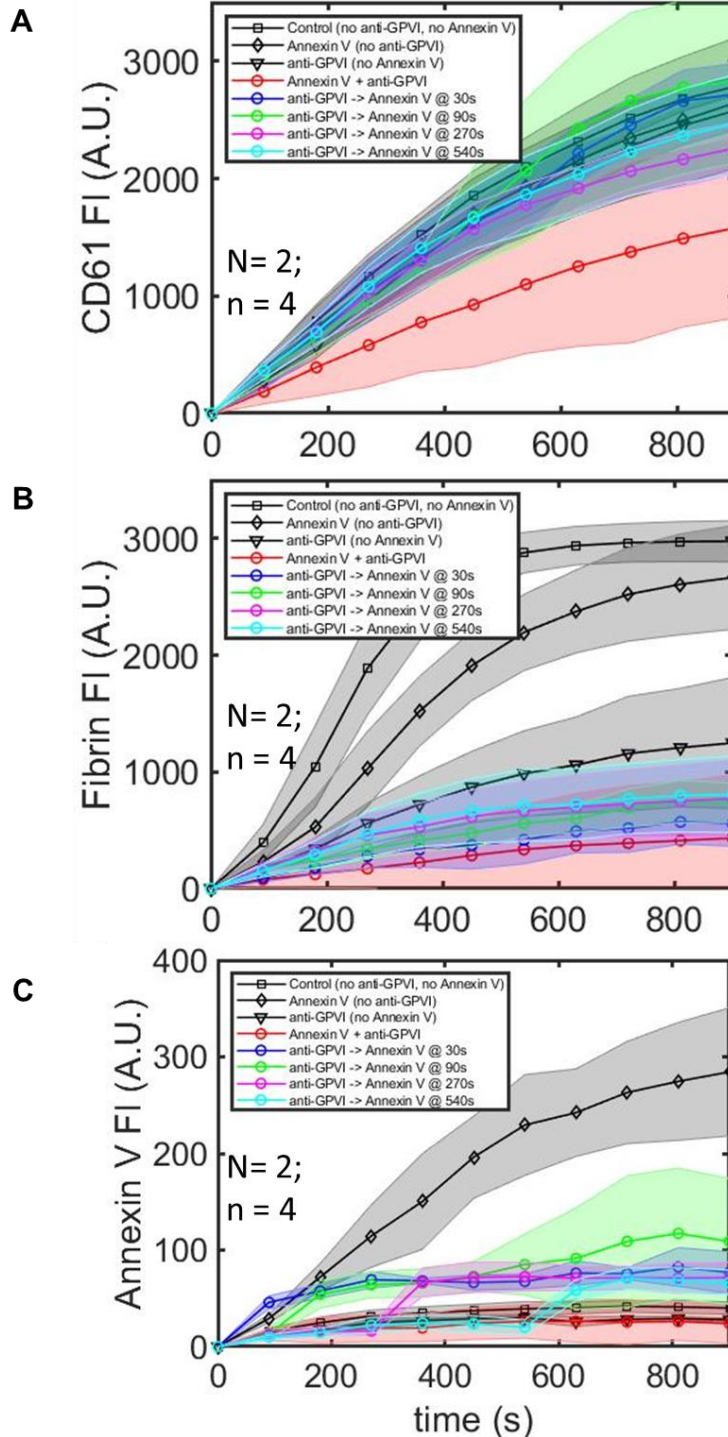 A
CD61 FI (A.U.)
3000
2000
1000
0
Control (no anti-GPVI, no Annexin V)
Annexin V (no anti-GPVI)
anti-GPVI (no Annexin V)
Annexin V + anti-GPVI
anti-GPVI -> Annexin V @ 30s
anti-GPVI -> Annexin V @ 90s
anti-GPVI -> Annexin V @ 270s
anti-GPVI -> Annexin V @ 540s
N= 2;
n = 4
0 200 400 600 800
B
Fibrin FI (A.U.)
3000
2000
1000
0
Control (no anti-GPVI, no Annexin V)
Annexin V (no anti-GPVI)
anti-GPVI (no Annexin V)
Annexin V + anti-GPVI
anti-GPVI -> Annexin V @ 30s
anti-GPVI -> Annexin V @ 90s
anti-GPVI -> Annexin V @ 270s
anti-GPVI -> Annexin V @ 540s
N= 2;
n = 4
0 200 400 600 800
C
Annexin V FI (A.U.)
400
300
200
100
0
Control (no anti-GPVI, no Annexin V)
Annexin V (no anti-GPVI)
anti-GPVI (no Annexin V)
Annexin V + anti-GPVI
anti-GPVI -> Annexin V @ 30s
anti-GPVI -> Annexin V @ 90s
anti-GPVI -> Annexin V @ 270s
anti-GPVI -> Annexin V @ 540s
N= 2;
n = 4
0 200 400 600 800
time (s)